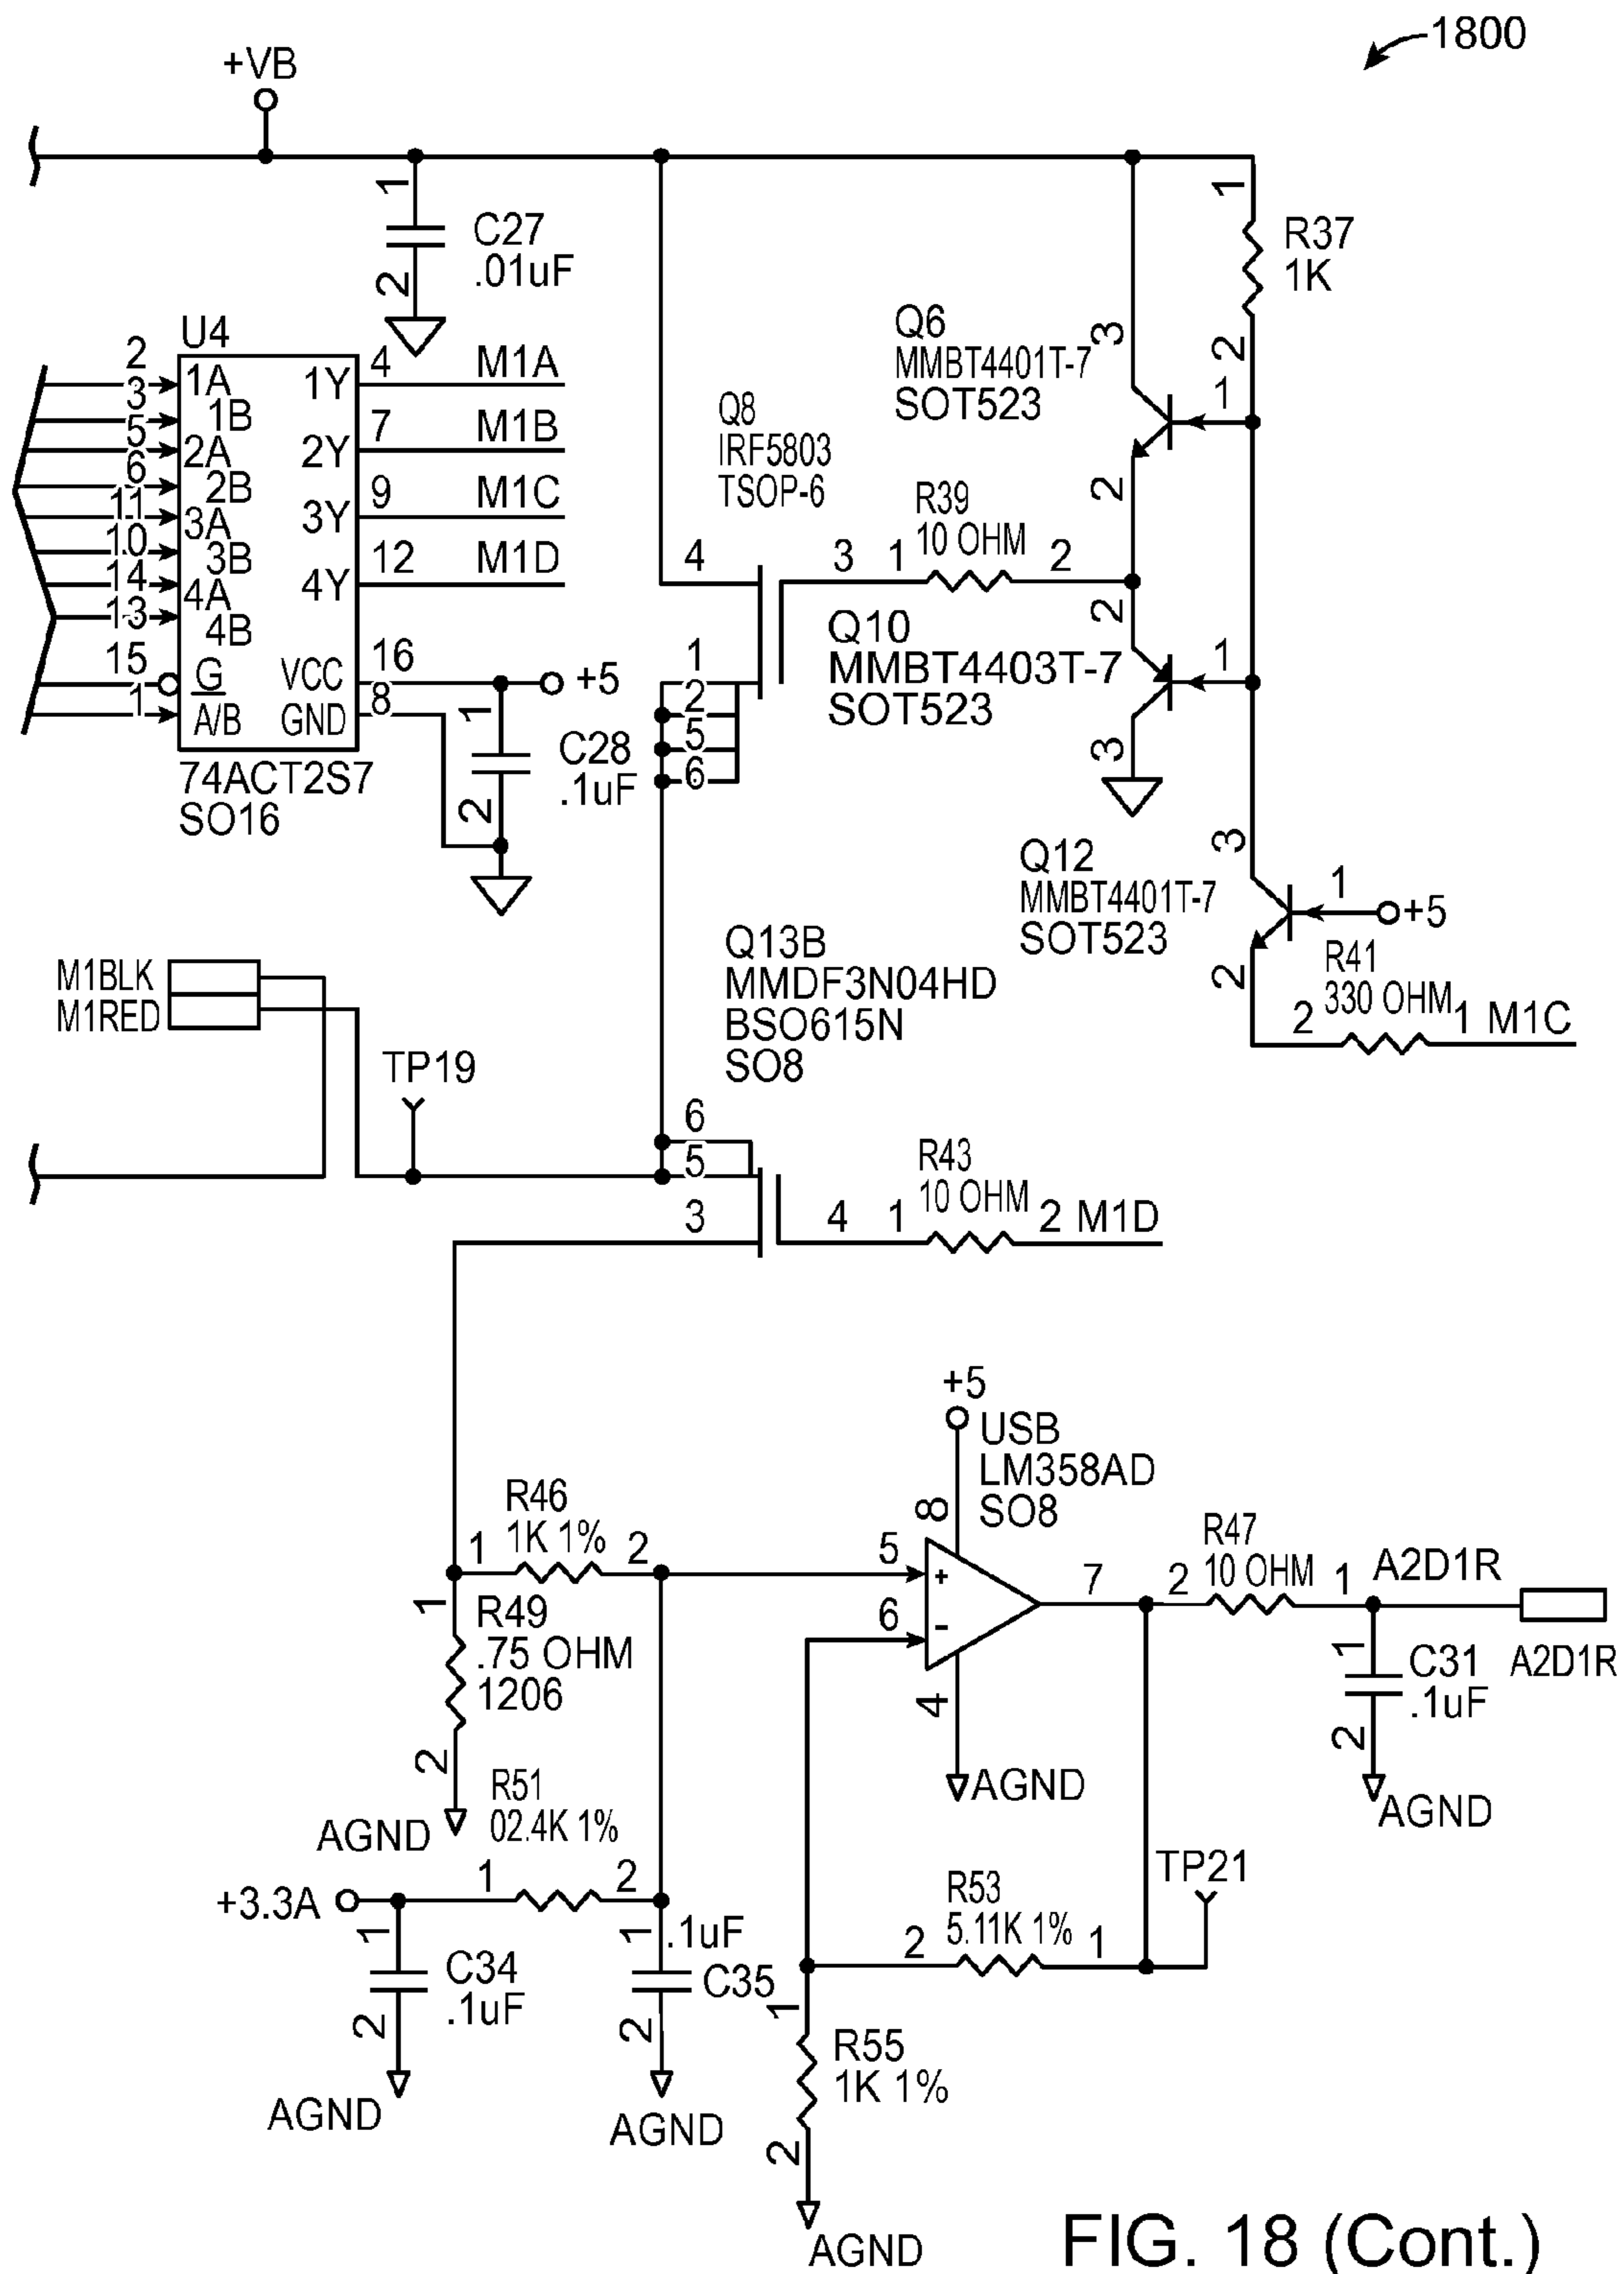 1800
+VB
1
C27
.01uF
2
1
R37
1K
2
Q6
MMBT4401T-7
SOT523
3
1
2
U4
2 1A 1Y 4 M1A
3 1B
5 2A 2Y 7 M1B
6 2B
11 3A 3Y 9 M1C
10 3B
14 4A 4Y 12 M1D
13 4B
15 G VCC 16 +5
1 A/B GND 8
74ACT2S7
SO16
1
C28
.1uF
2
Q8
IRF5803
TSOP-6
4
3
1
2
5
6
R39
1 10 OHM 2
Q10
MMBT4403T-7
SOT523
2
1
3
Q12
MMBT4401T-7
SOT523
3
1
+5
2
R41
330 OHM
2 1 M1C
M1BLK
M1RED
TP19
Q13B
MMDF3N04HD
BSO615N
SO8
6
5
3
4
R43
10 OHM
1 2 M1D
+5
USB
LM358AD
SO8
8
5
+
6
-
7
4
AGND
R46
1K 1%
1 2
1
R49
.75 OHM
1206
2
AGND
R51
02.4K 1%
+3.3A
1 2
1
C34
.1uF
2
AGND
1
.1uF
C35
2
AGND
R47
10 OHM
2 1
A2D1R
A2D1R
1
C31
.1uF
2
AGND
TP21
R53
5.11K 1%
2 1
1
R55
1K 1%
2
AGND
FIG. 18 (Cont.)